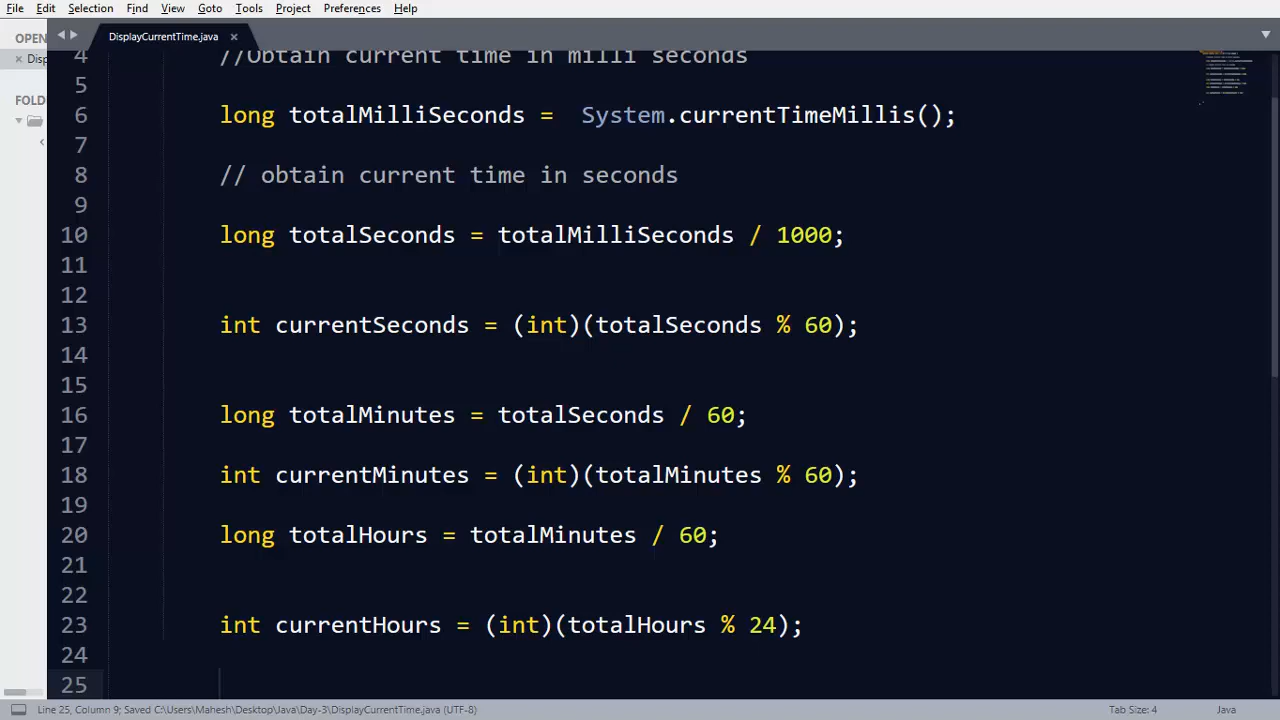 File Edit Selection Find View Goto Tools Project Preferences Help
OPEN
DisplayCurrentTime.java
Disp
FOLD
4 //Obtain current time in milli seconds
5
6 long totalMilliSeconds =  System.currentTimeMillis();
7
8 // obtain current time in seconds
9
10 long totalSeconds = totalMilliSeconds / 1000;
11
12
13 int currentSeconds = (int)(totalSeconds % 60);
14
15
16 long totalMinutes = totalSeconds / 60;
17
18 int currentMinutes = (int)(totalMinutes % 60);
19
20 long totalHours = totalMinutes / 60;
21
22
23 int currentHours = (int)(totalHours % 24);
24
25
Line 25, Column 9; Saved C:\Users\Mahesh\Desktop\Java\Day-3\DisplayCurrentTime.java (UTF-8)
Tab Size: 4
Java